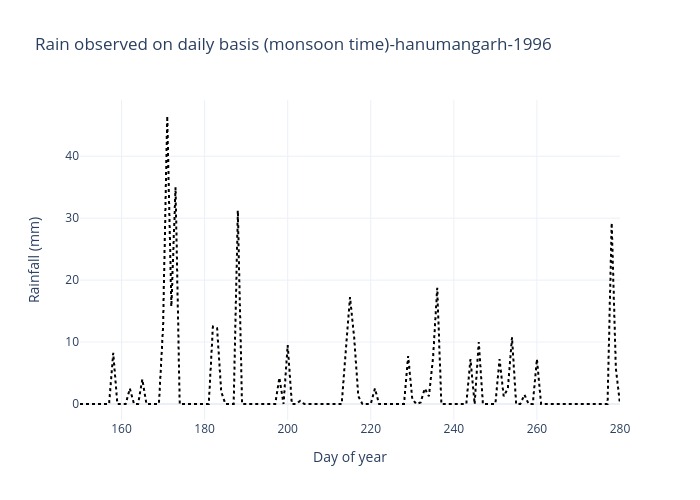 Rain observed on daily basis (monsoon time)-hanumangarh-1996
40
30
20
10
0
Rainfall (mm)
160 180 200 220 240 260 280
Day of year